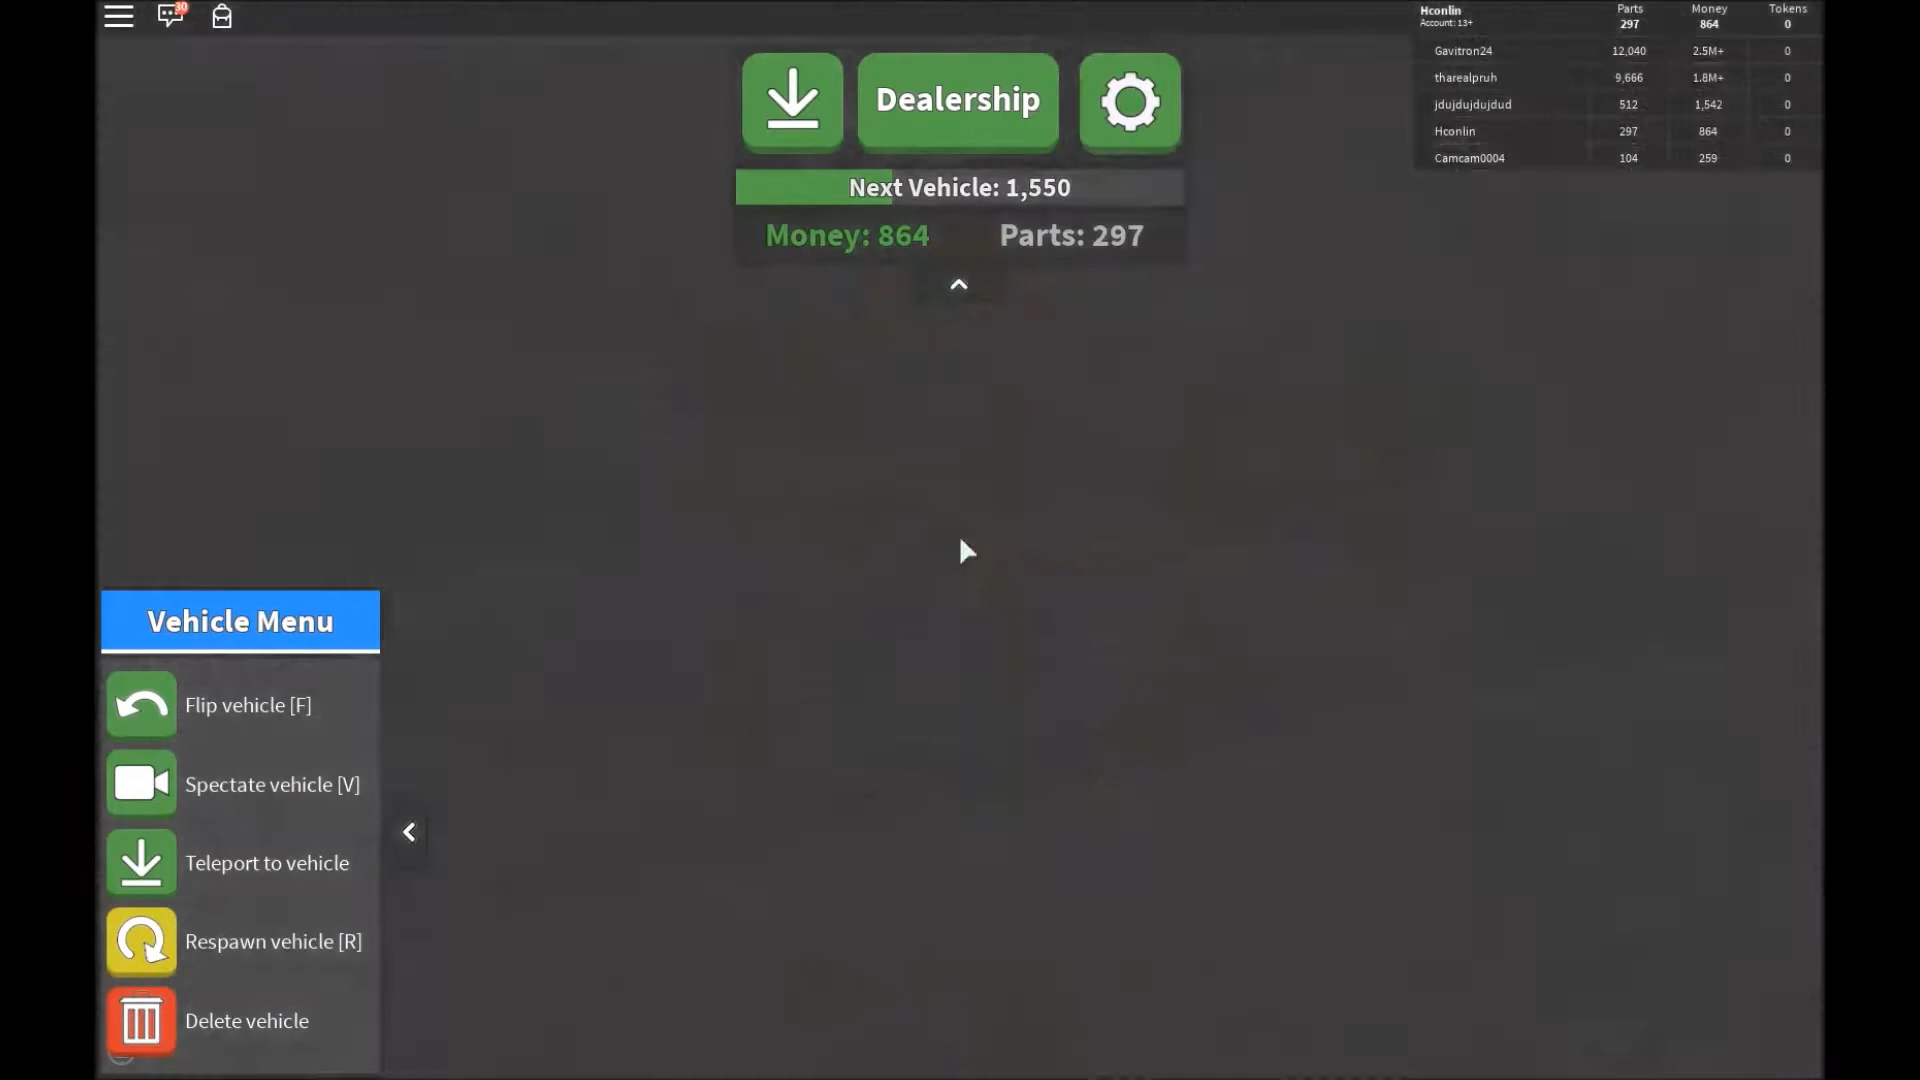 30
Hconlin Parts Money Tokens
Account: 13+ 297 864 0
Gavitron24 12,040 2.5M+ 0
tharealpruh 9,666 1.8M+ 0
jdujdujdujdud 512 1,542 0
Hconlin 297 864 0
Camcam0004 104 259 0
Dealership
Next Vehicle: 1,550
Money: 864 Parts: 297
Vehicle Menu
Flip vehicle [F]
Spectate vehicle [V]
Teleport to vehicle
Respawn vehicle [R]
Delete vehicle